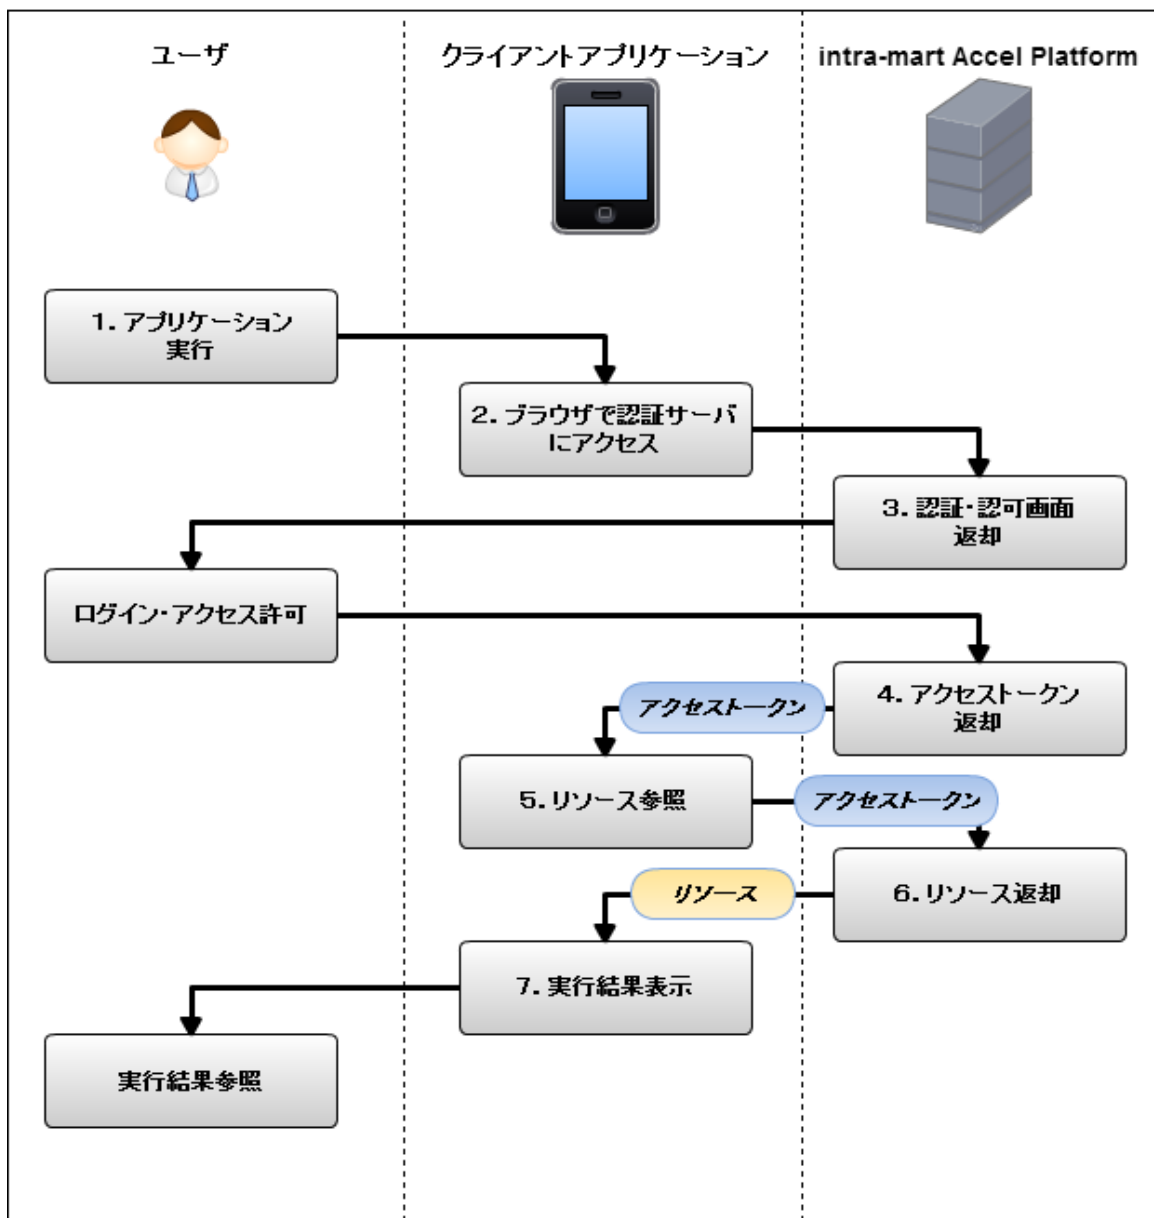 ユーザ
クライアントアプリケーション
intra-mart Accel Platform
1. アプリケーション
実行
2. ブラウザで認証サーバ
にアクセス
3. 認証・認可画面
返却
ログイン・アクセス許可
4. アクセストークン
返却
アクセストークン
5. リソース参照
アクセストークン
6. リソース返却
リソース
7. 実行結果表示
実行結果参照